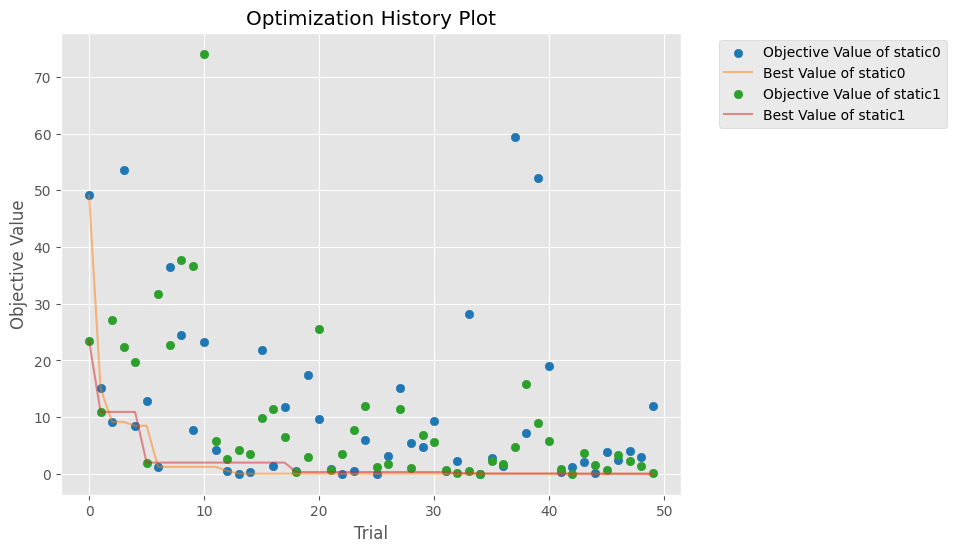 Optimization History Plot
Objective Value of static0
Best Value of static0
Objective Value of static1
Best Value of static1
Objective Value
70
60
50
40
30
20
10
0
0 10 20 30 40 50
Trial